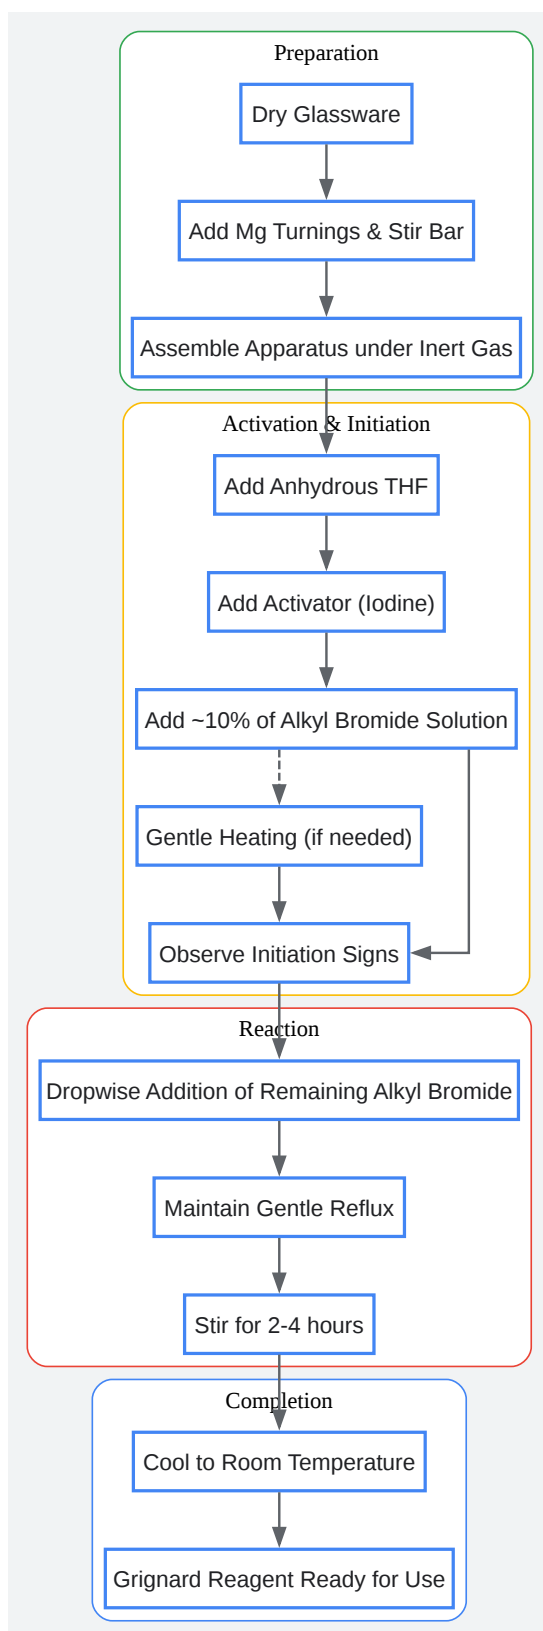 Preparation
Dry Glassware
Add Mg Turnings & Stir Bar
Assemble Apparatus under Inert Gas
Activation & Initiation
Add Anhydrous THF
Add Activator (Iodine)
Add ~10% of Alkyl Bromide Solution
Gentle Heating (if needed)
Observe Initiation Signs
Reaction
Dropwise Addition of Remaining Alkyl Bromide
Maintain Gentle Reflux
Stir for 2-4 hours
Completion
Cool to Room Temperature
Grignard Reagent Ready for Use